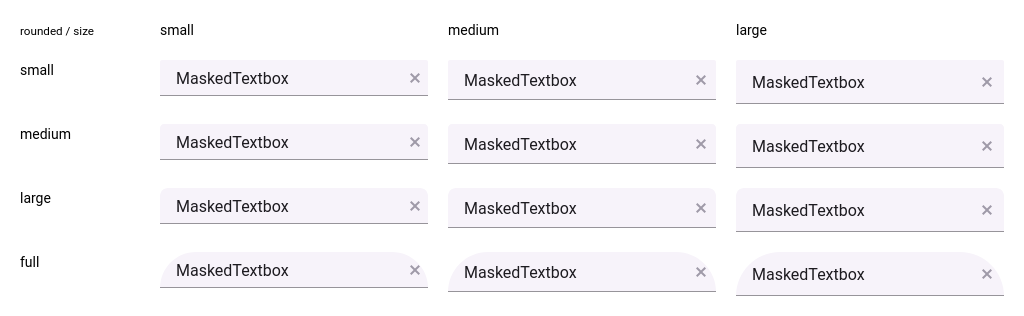 rounded / size small medium large
small MaskedTextbox MaskedTextbox MaskedTextbox
medium MaskedTextbox MaskedTextbox MaskedTextbox
large MaskedTextbox MaskedTextbox MaskedTextbox
full MaskedTextbox MaskedTextbox MaskedTextbox